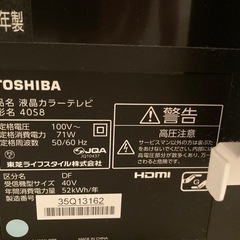 年製
TOSHIBA
品名 液晶カラーテレビ
形名 40S8
定格電圧 100V～
定格消費電力 71W
定格周波数 50/60 Hz
JQA
東芝ライフスタイル株式会社
警告
高圧注意
サービスマン以外の方は、
HDMI
区分名 DF
受信機型サイズ 40V
年間消費電力量 52kWh/年
製造番号
35Q13162
MADE IN